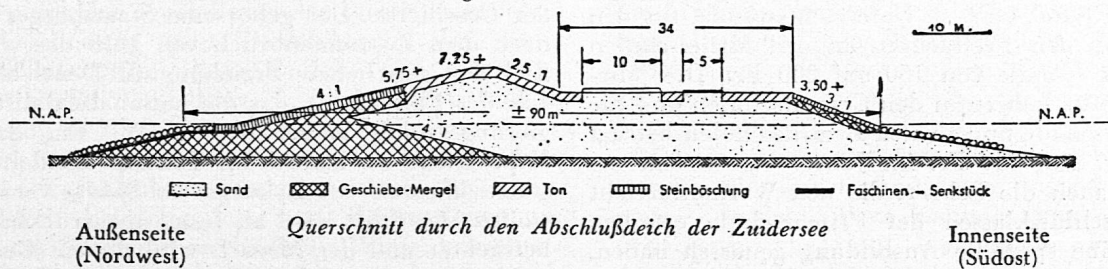 34
10 M.
10
5
7.25 +
5,75 +
2,5 : 1
4 : 1
3,50 +
3 : 1
N.A.P.
± 90 m
N.A.P.
4 : 1
Sand Geschiebe-Mergel Ton Steinböschung Faschinen - Senkstück
Außenseite
(Nordwest)
Querschnitt durch den Abschlußdeich der Zuidersee
Innenseite
(Südost)